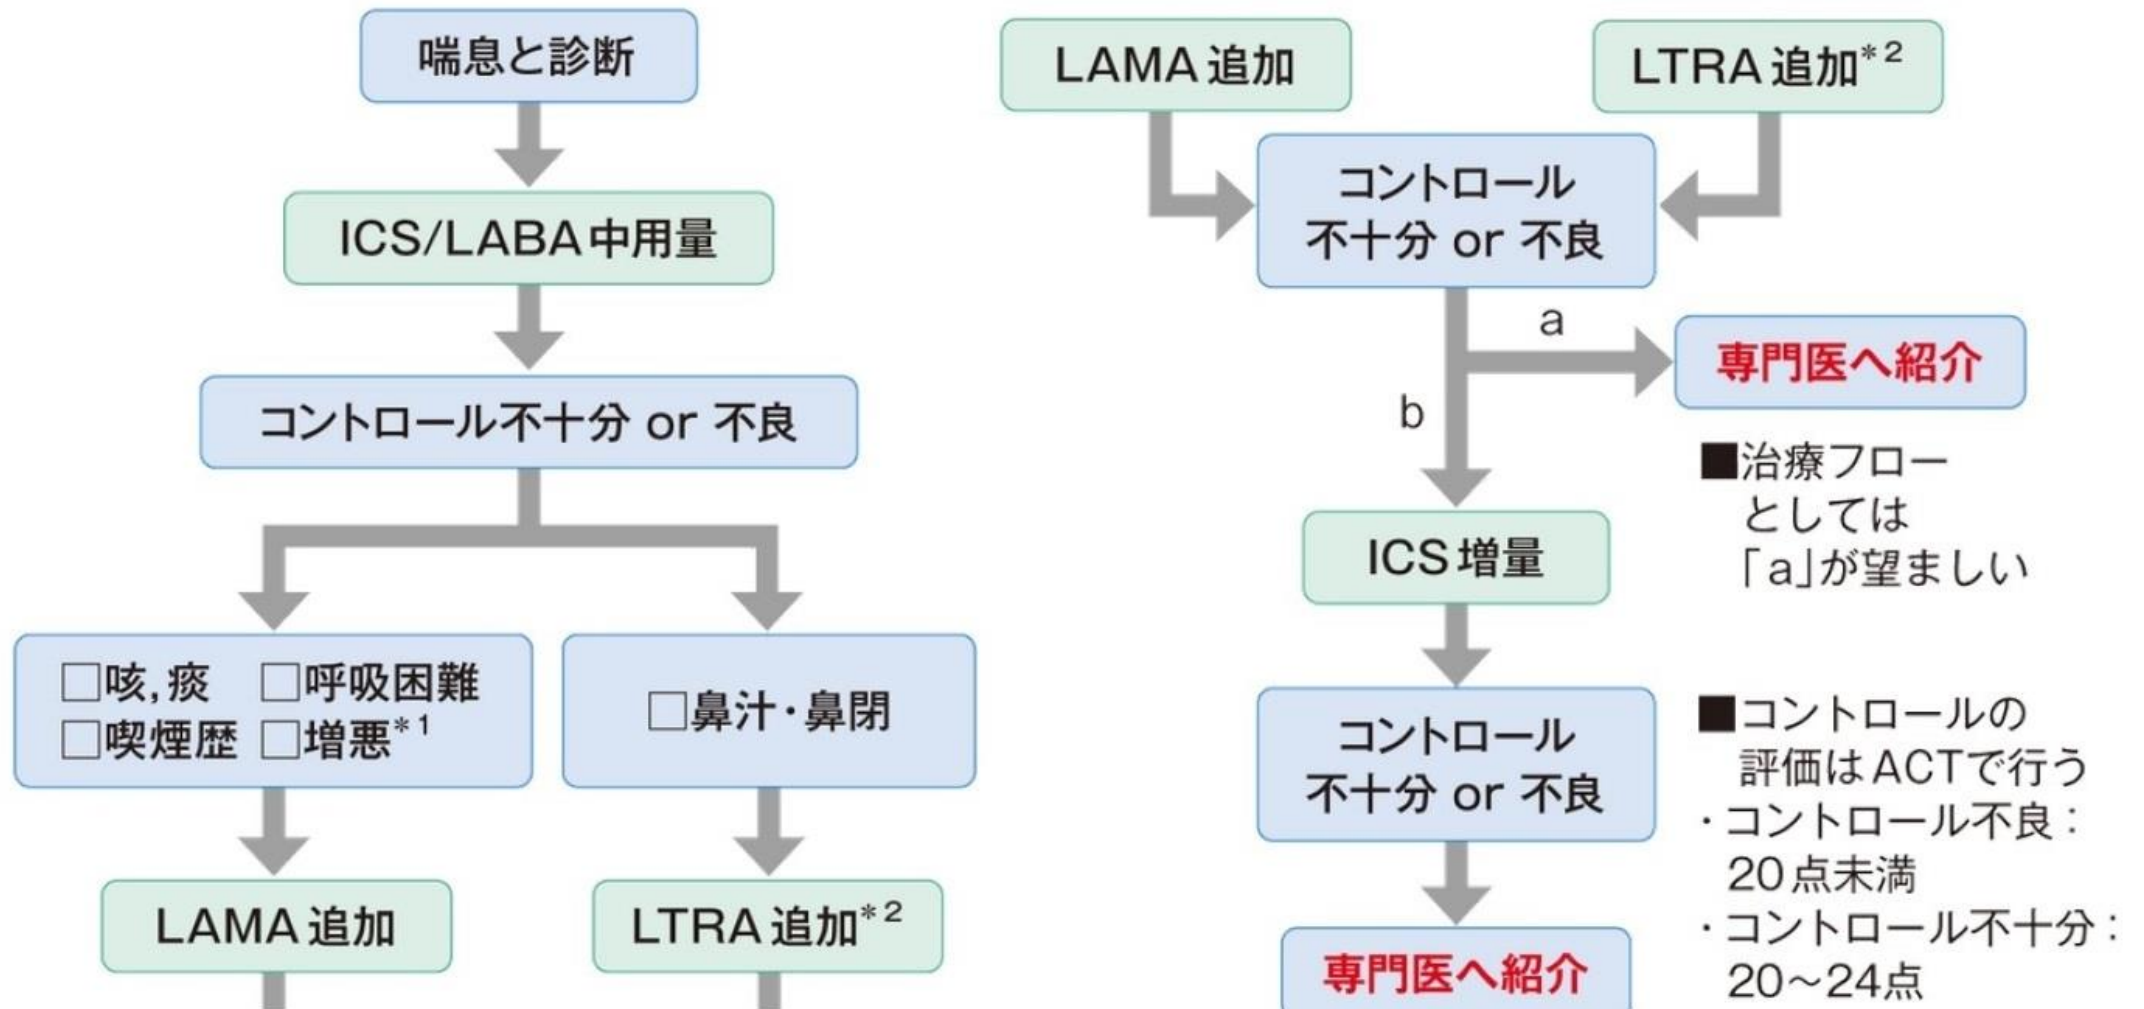 喘息と診断
ICS/LABA中用量
コントロール不十分 or 不良
□咳,痰 □呼吸困難
□喫煙歴 □増悪*1
□鼻汁・鼻閉
LAMA追加
LTRA追加*2
LAMA追加
LTRA追加*2
コントロール
不十分 or 不良
a
専門医へ紹介
b
■治療フロー
としては
「a」が望ましい
ICS増量
コントロール
不十分 or 不良
専門医へ紹介
■コントロールの
評価はACTで行う
・コントロール不良：
20点未満
・コントロール不十分：
20～24点